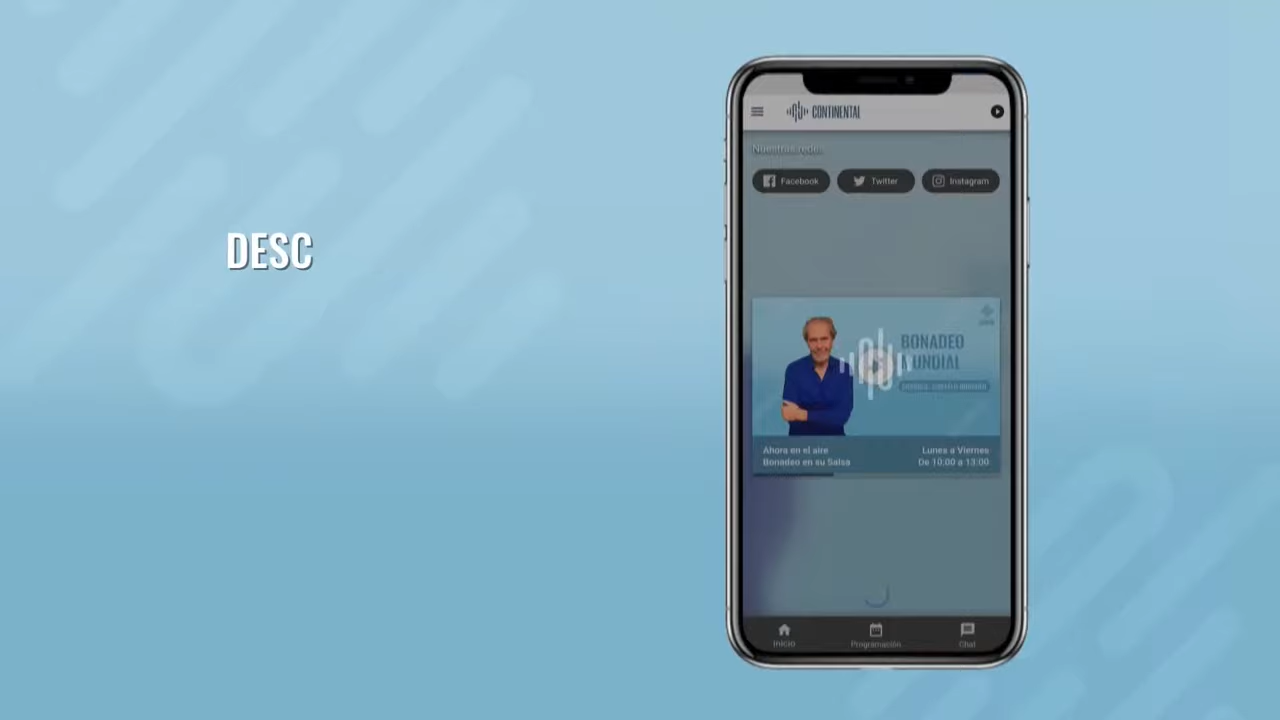 DESC
CONTINENTAL
Nuestras redes
Facebook
Twitter
Instagram
BONADEO
MUNDIAL
Ahora en el aire
Bonadeo en su Salsa
Lunes a Viernes
De 10:00 a 13:00
Inicio
Programación
Chat